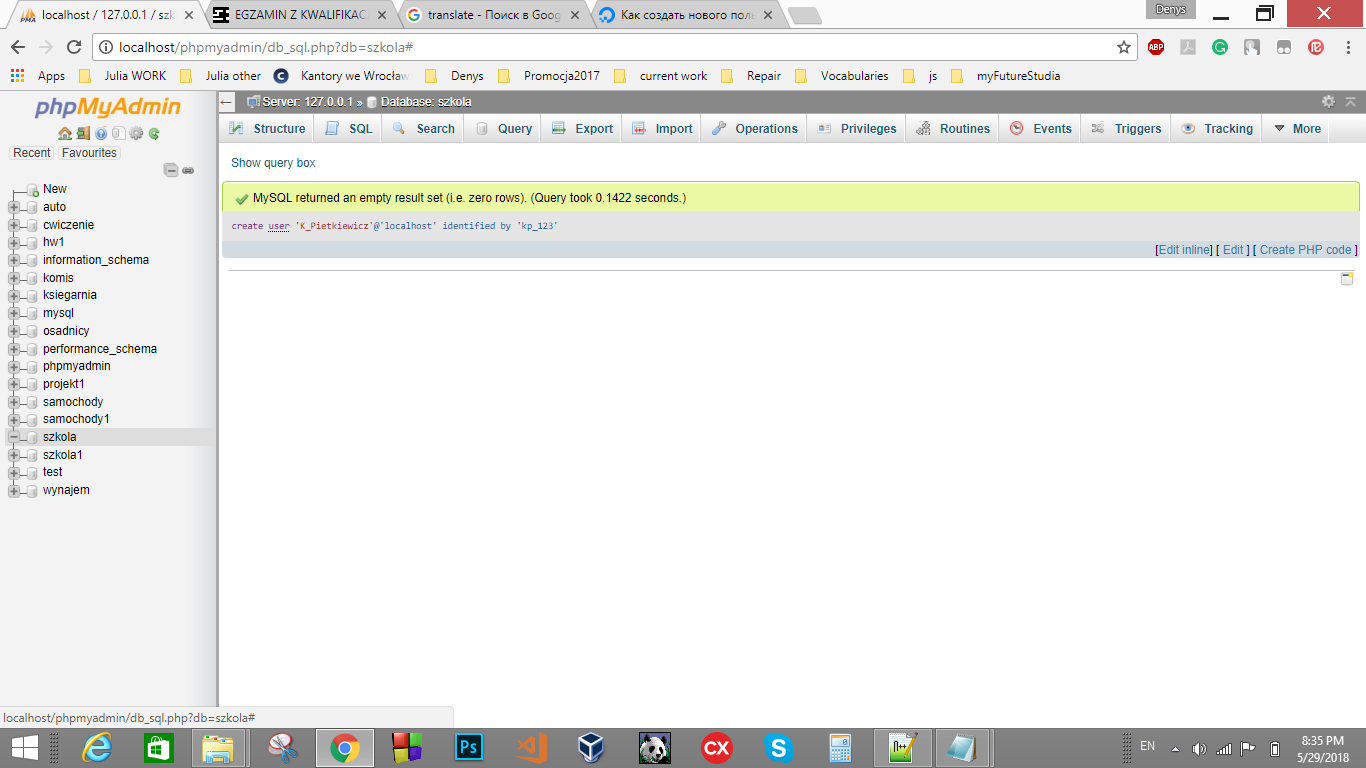 localhost / 127.0.0.1 / szk
EGZAMIN Z KWALIFIKAC
translate - Поиск в Goog
Как создать нового пол
Denys
localhost/phpmyadmin/db_sql.php?db=szkola#
ABP
Apps
Julia WORK
Julia other
Kantory we Wrocław
Denys
Promocja2017
current work
Repair
Vocabularies
js
myFutureStudia
phpMyAdmin
Recent
Favourites
New
auto
cwiczenie
hw1
information_schema
komis
ksiegarnia
mysql
osadnicy
performance_schema
phpmyadmin
projekt1
samochody
samochody1
szkola
szkola1
test
wynajem
Server: 127.0.0.1 » Database: szkola
Structure
SQL
Search
Query
Export
Import
Operations
Privileges
Routines
Events
Triggers
Tracking
More
Show query box
MySQL returned an empty result set (i.e. zero rows). (Query took 0.1422 seconds.)
create user 'K_Pietkiewicz'@'localhost' identified by 'kp_123'
[Edit inline] [ Edit ] [ Create PHP code ]
localhost/phpmyadmin/db_sql.php?db=szkola#
Ps
CX
EN
8:35 PM
5/29/2018